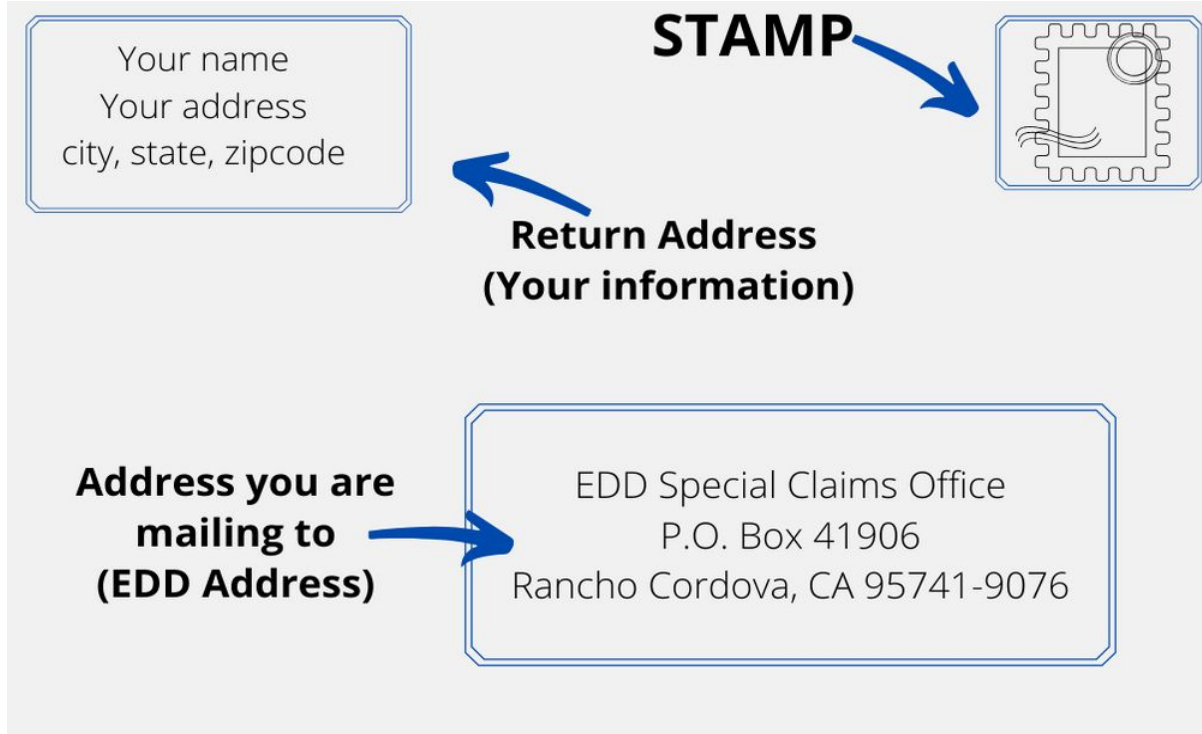 Your name
Your address
city, state, zipcode
STAMP
Return Address
(Your information)
Address you are
mailing to
(EDD Address)
EDD Special Claims Office
P.O. Box 41906
Rancho Cordova, CA 95741-9076